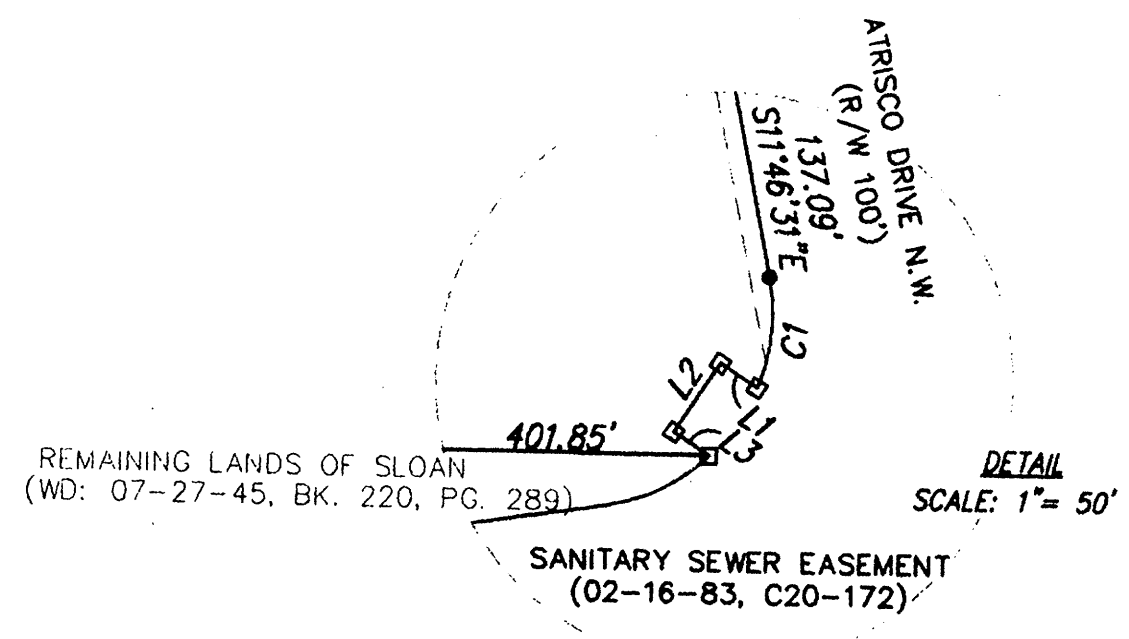 ATRISCO DRIVE N.W.
(R/W 100')
137.09'
S11°46'31"E
C1
L2
L1
L3
401.85'
REMAINING LANDS OF SLOAN
(WD: 07-27-45, BK. 220, PG. 289)
DETAIL
SCALE: 1"= 50'
SANITARY SEWER EASEMENT
(02-16-83, C20-172)